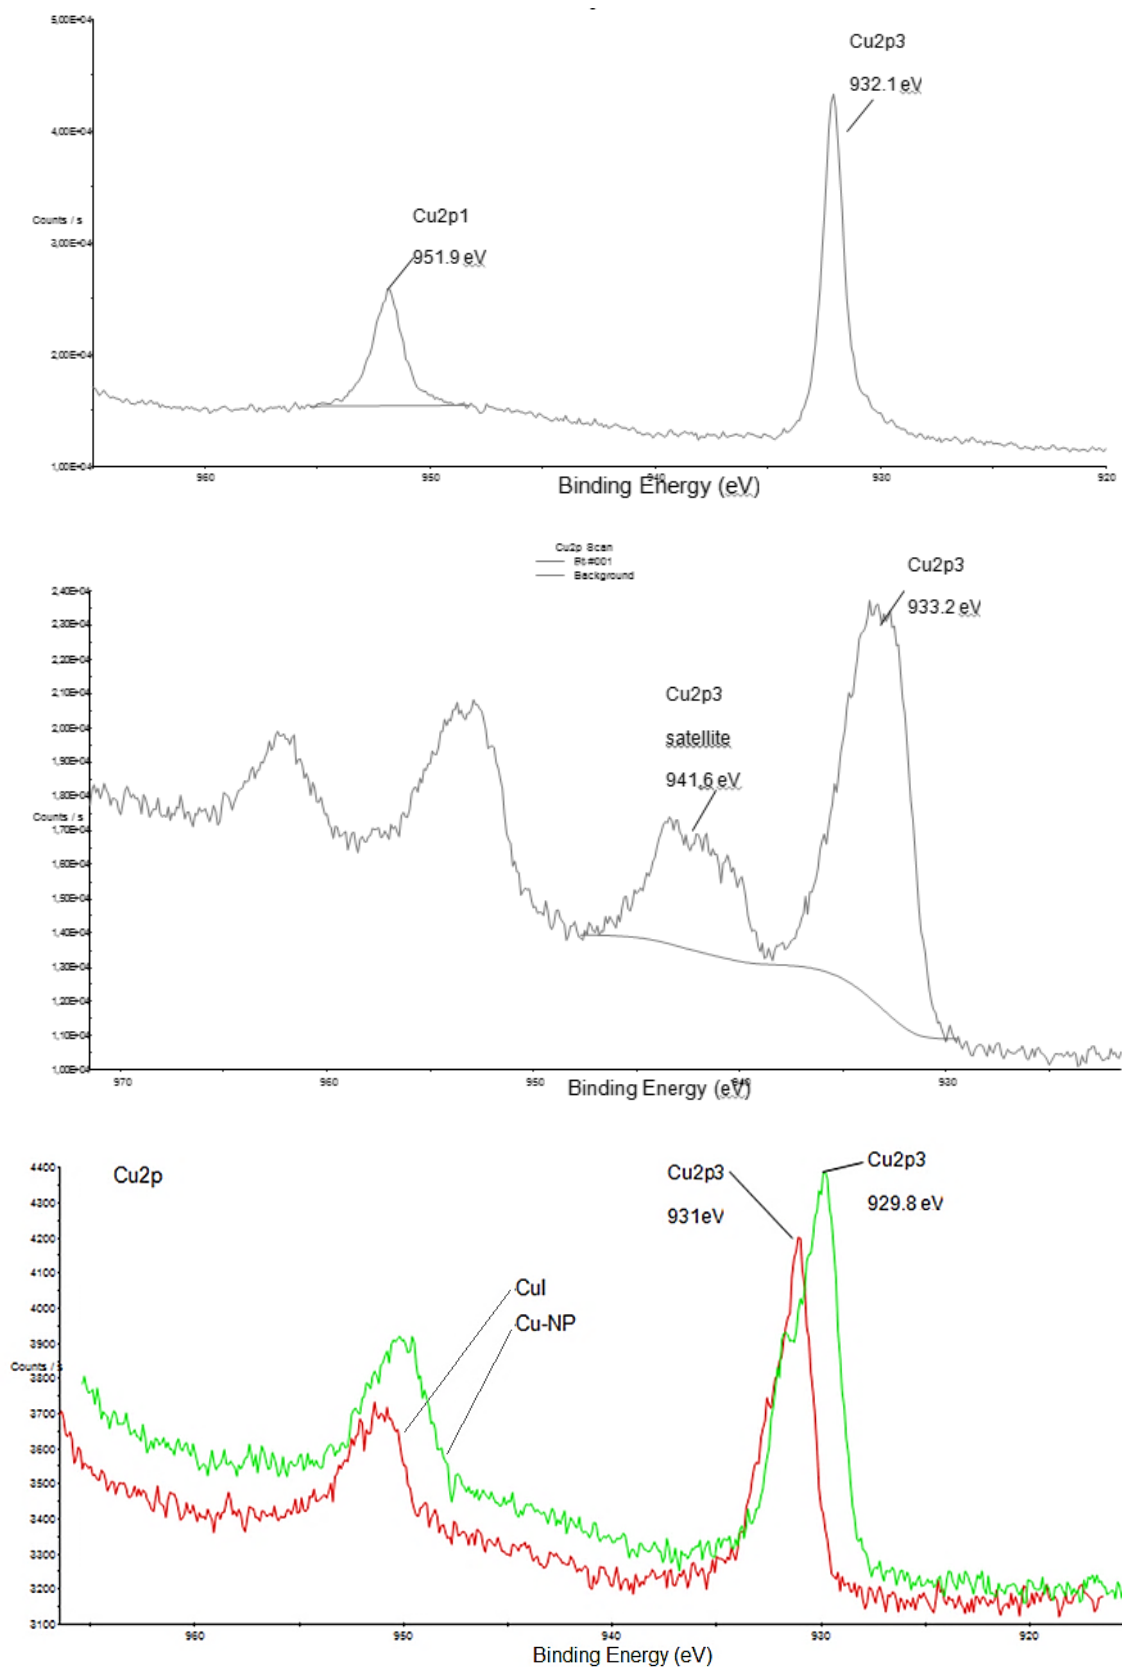 5,00E+04
Cu2p3
932.1 eV
4,00E+04
Cu2p1
Counts / s
3,00E+04
951.9 eV
2,00E+04
1,00E+04
960
950
940
930
920
Binding Energy (eV)
Cu2p Scan
Background
Cu2p3
933.2 eV
2,40E+04
2,30E+04
2,20E+04
2,10E+04
2,00E+04
1,90E+04
1,80E+04
Counts / s
1,70E+04
1,60E+04
1,50E+04
1,40E+04
1,30E+04
1,20E+04
1,10E+04
1,00E+04
Cu2p3
satellite
941.6 eV
970
960
950
940
930
Binding Energy (eV)
Cu2p
Cu2p3
931eV
Cu2p3
929.8 eV
CuI
Cu-NP
4400
4300
4200
4100
4000
3900
Counts / s
3800
3700
3600
3500
3400
3300
3200
3100
960
950
940
930
920
Binding Energy (eV)